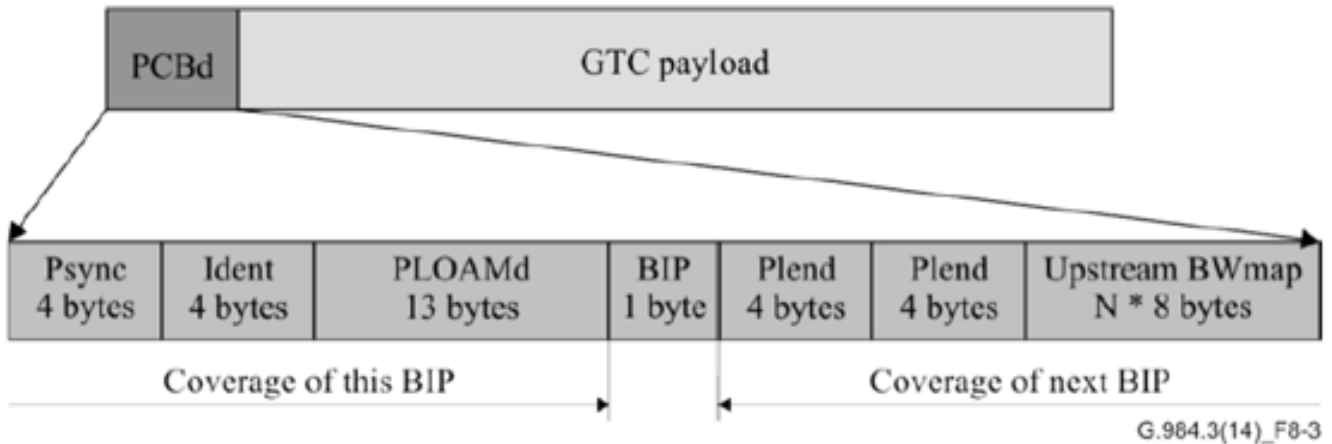 PCBd
GTC payload
Psync
4 bytes
Ident
4 bytes
PLOAMd
13 bytes
BIP
1 byte
Plend
4 bytes
Plend
4 bytes
Upstream BWmap
N * 8 bytes
Coverage of this BIP
Coverage of next BIP
G.984.3(14)_F8-3